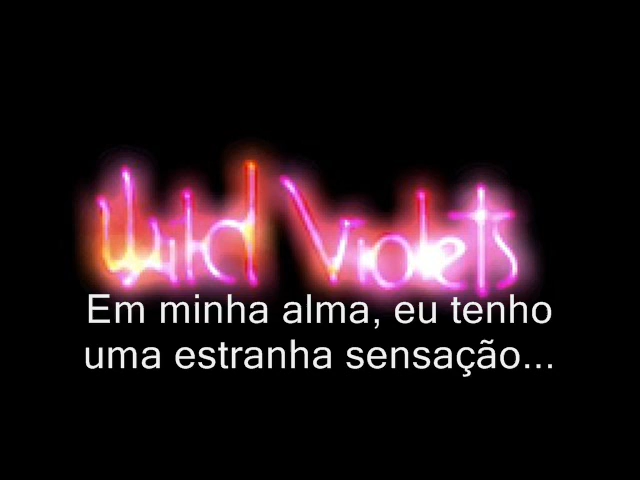 Wild Violets
Em minha alma, eu tenho
uma estranha sensação...